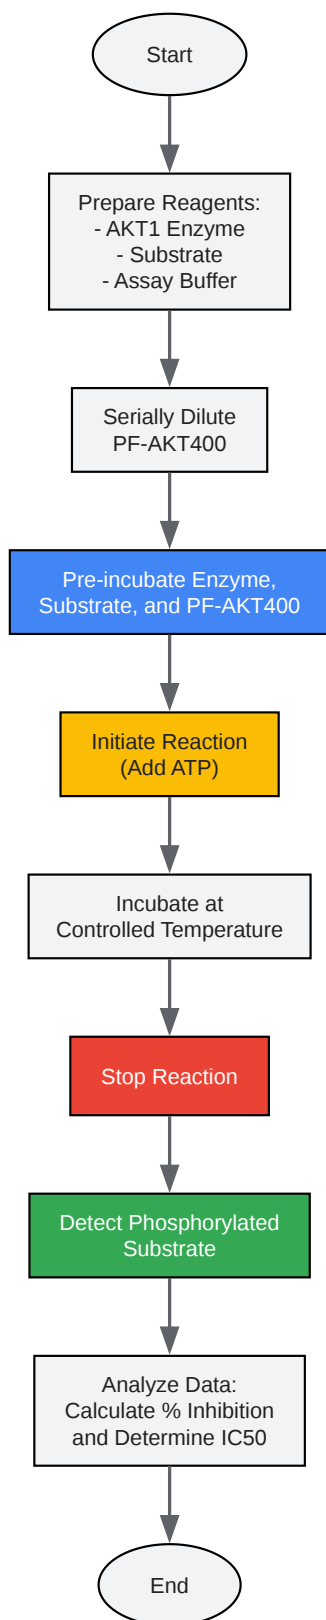 Start
Prepare Reagents:
- AKT1 Enzyme
- Substrate
- Assay Buffer
Serially Dilute
PF-AKT400
Pre-incubate Enzyme,
Substrate, and PF-AKT400
Initiate Reaction
(Add ATP)
Incubate at
Controlled Temperature
Stop Reaction
Detect Phosphorylated
Substrate
Analyze Data:
Calculate % Inhibition
and Determine IC50
End